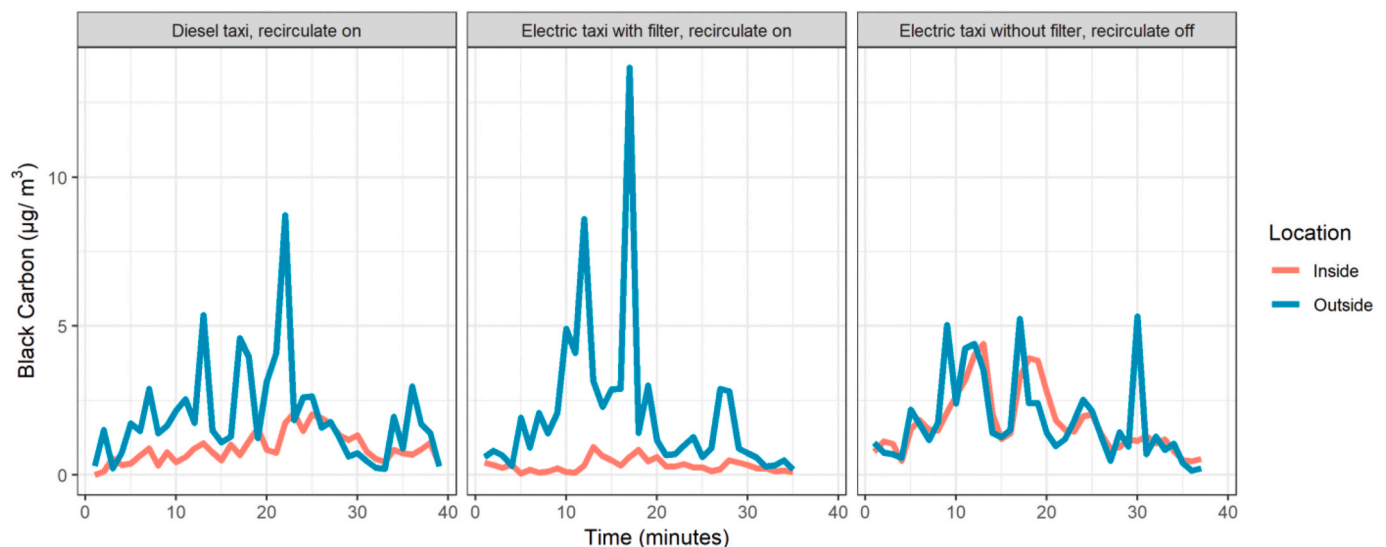 Diesel taxi, recirculate on
Electric taxi with filter, recirculate on
Electric taxi without filter, recirculate off
Black Carbon (µg/ m³)
10
5
0
0 10 20 30 40
0 10 20 30 40
0 10 20 30 40
Time (minutes)
Location
Inside
Outside